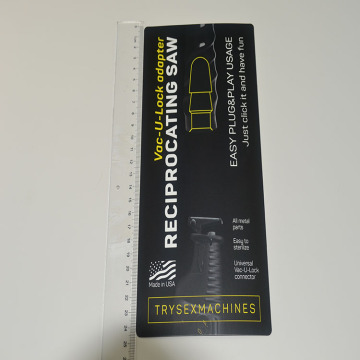 Vac-U-Lock adapter
RECIPROCATING SAW
EASY PLUG&PLAY USAGE
Just click it and have fun
All metal
parts
Easy to
sterilize
Universal
Vac-U-Lock
connector
Made in USA
TRYSEXMACHINES